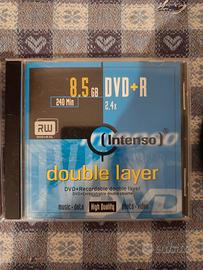 8.5 GB DVD+R
240 Min 2.4x
RW
Intenso
double layer
DVD+Recordable double layer
music - data High Quality photo - video
subito